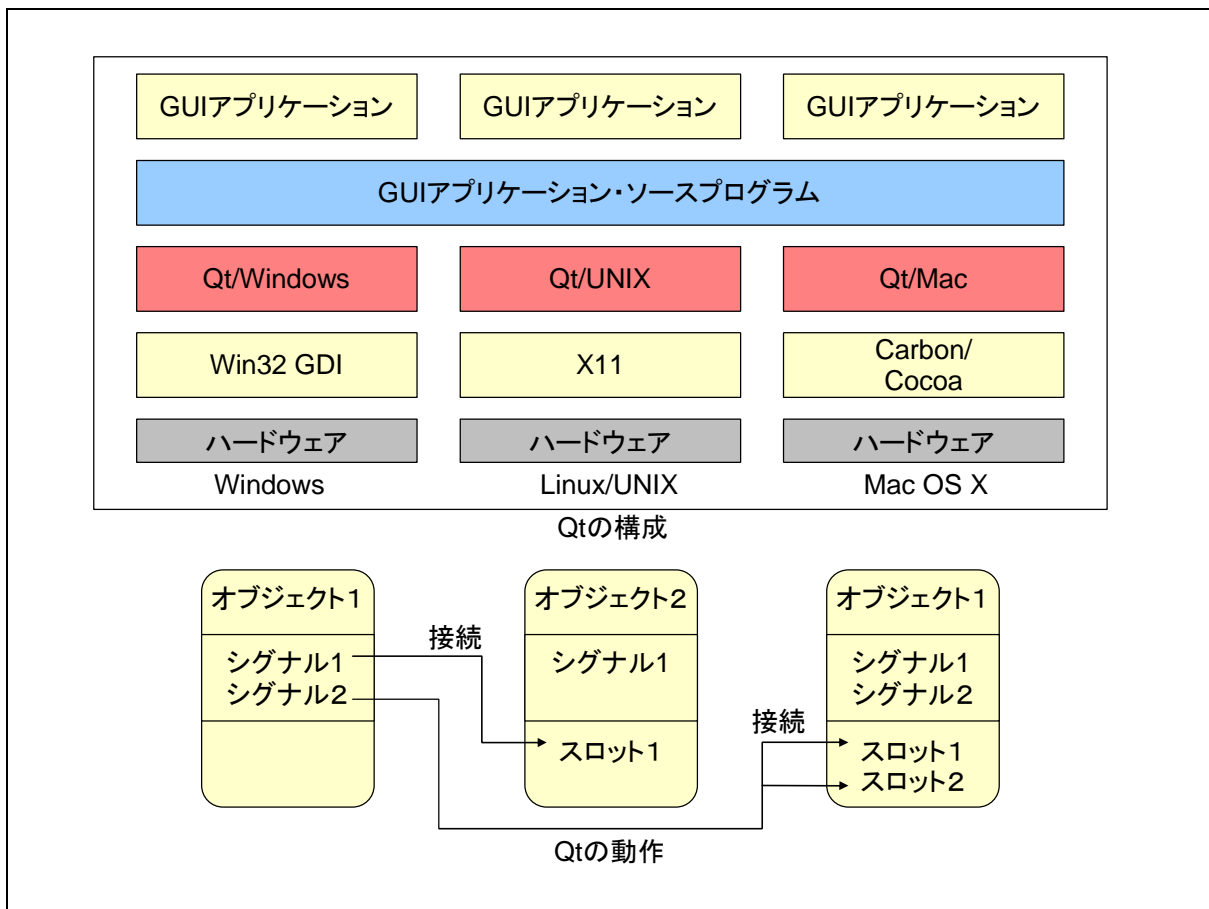 GUIアプリケーション
GUIアプリケーション
GUIアプリケーション
GUIアプリケーション・ソースプログラム
Qt/Windows
Qt/UNIX
Qt/Mac
Win32 GDI
X11
Carbon/
Cocoa
ハードウェア
ハードウェア
ハードウェア
Windows
Linux/UNIX
Mac OS X
Qtの構成
オブジェクト1
オブジェクト2
オブジェクト1
接続
シグナル1
シグナル2
シグナル1
シグナル1
シグナル2
接続
スロット1
スロット1
スロット2
Qtの動作